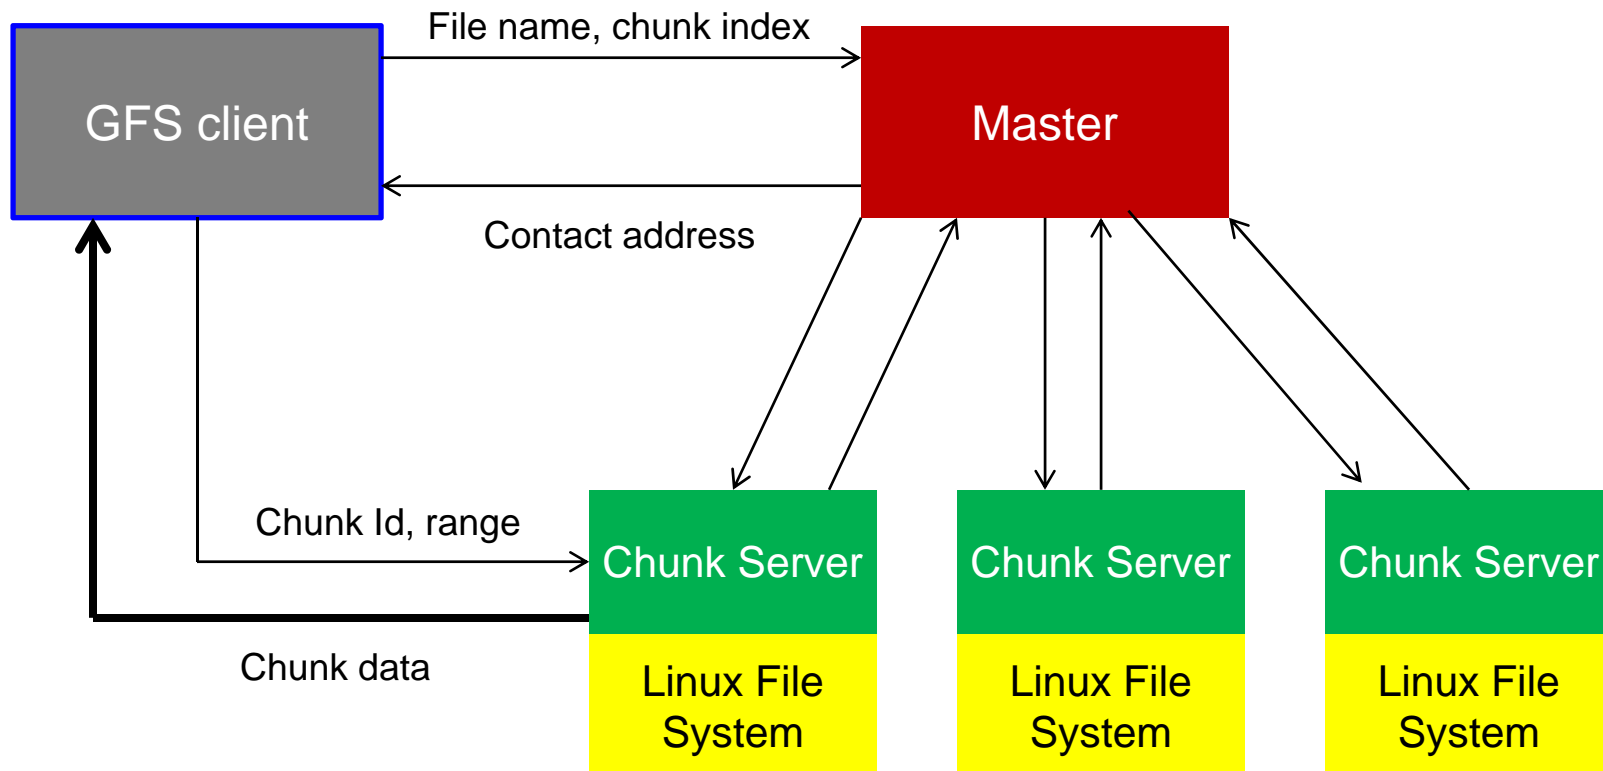 File name, chunk index
GFS client
Master
Contact address
Chunk Id, range
Chunk Server
Chunk Server
Chunk Server
Chunk data
Linux File
System
Linux File
System
Linux File
System